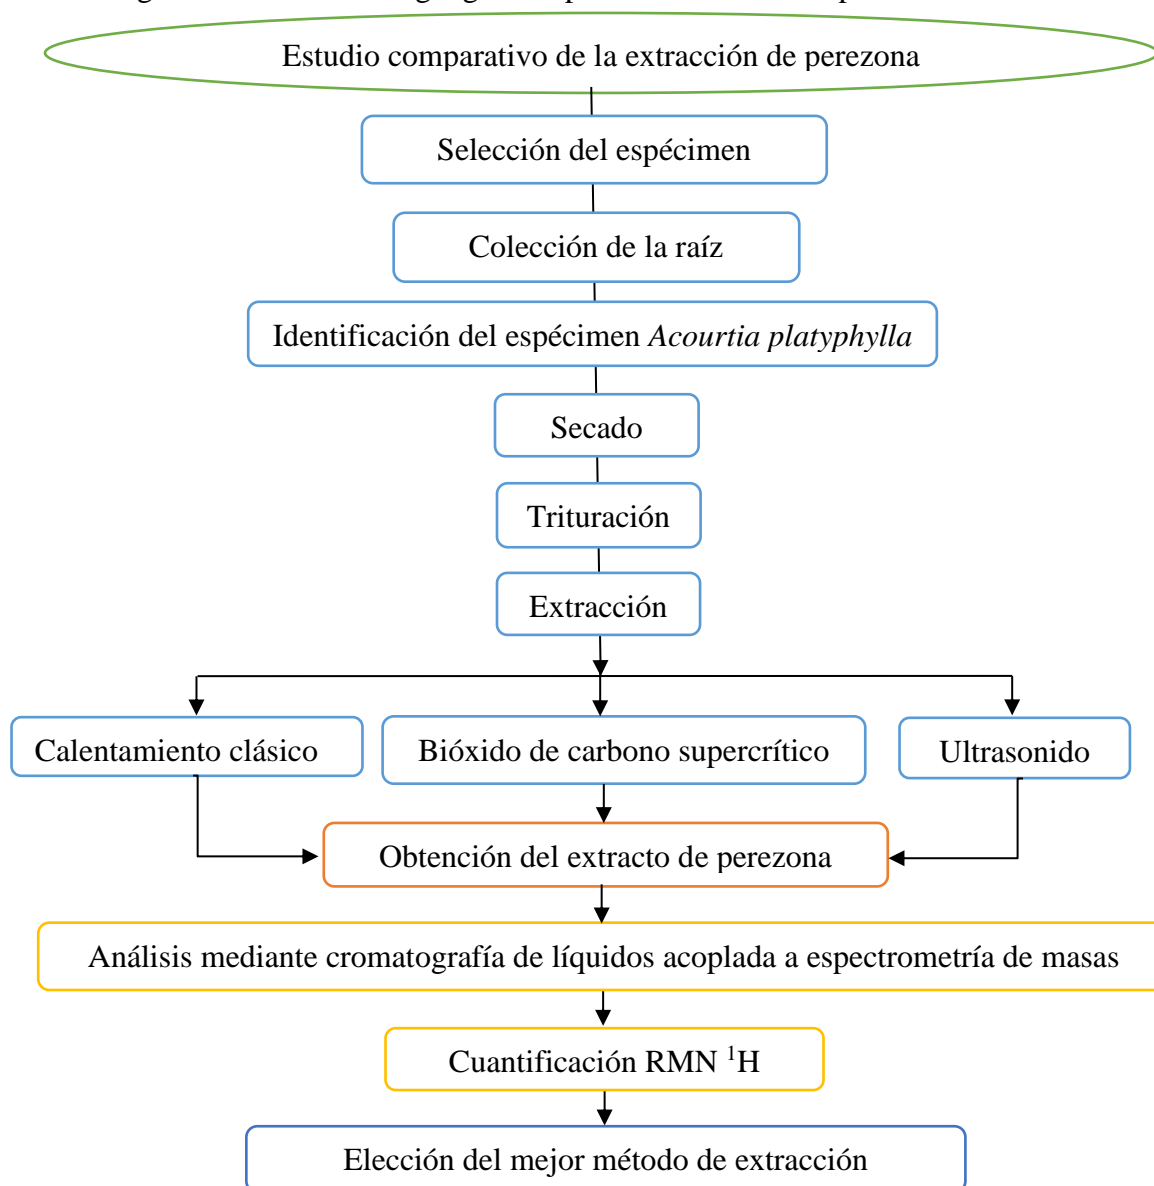 Estudio comparativo de la extracción de perezona
Selección del espécimen
Colección de la raíz
Identificación del espécimen Acourtia platyphylla
Secado
Trituración
Extracción
Calentamiento clásico
Bióxido de carbono supercrítico
Ultrasonido
Obtención del extracto de perezona
Análisis mediante cromatografía de líquidos acoplada a espectrometría de masas
Cuantificación RMN ¹H
Elección del mejor método de extracción